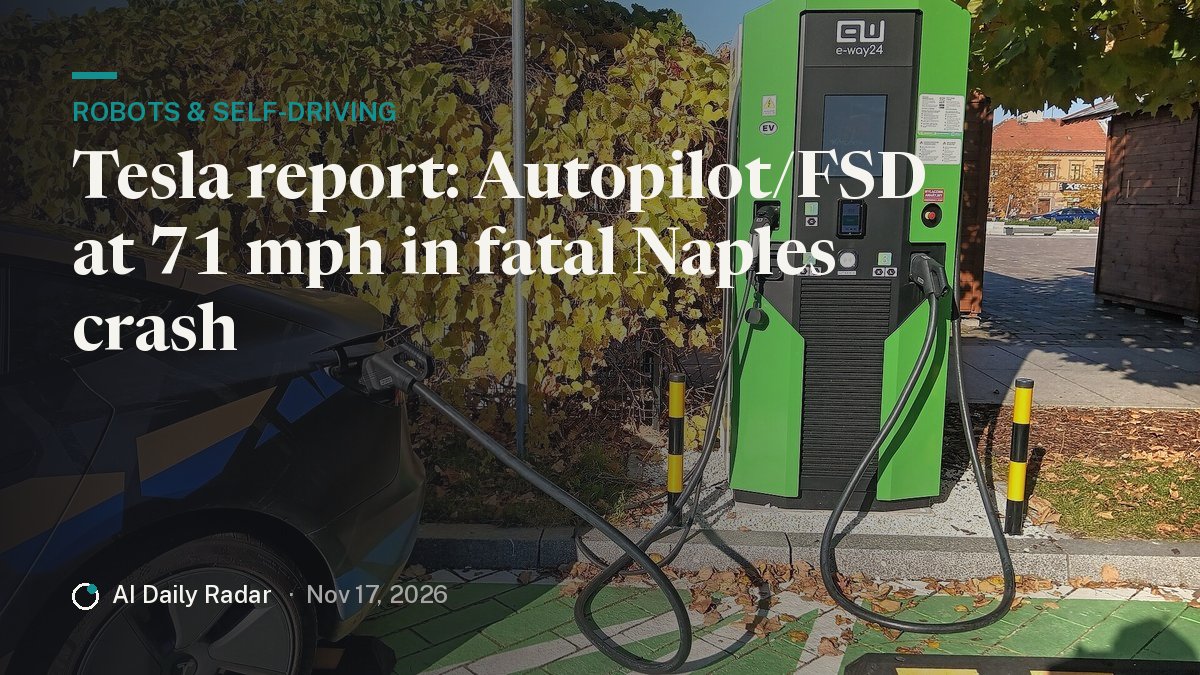 ROBOTS & SELF-DRIVING
Tesla report: Autopilot/FSD
at 71 mph in fatal Naples
crash
AI Daily Radar · Nov 17, 2026
e-way24
EV